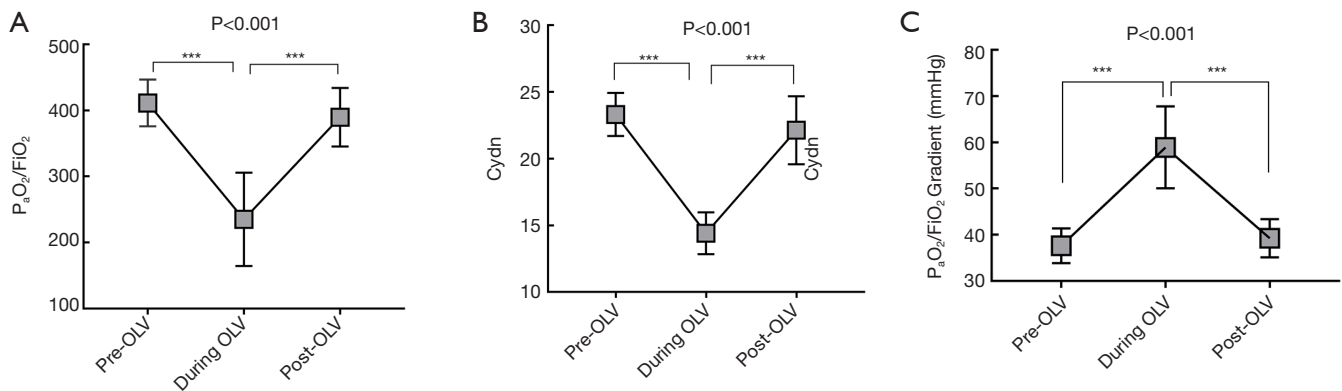 A
P<0.001
***
***
500
400
300
200
100
PₐO₂/FiO₂
Pre-OLV
During OLV
Post-OLV
B
P<0.001
***
***
30
25
20
15
10
Cydn
Cydn
Pre-OLV
During OLV
Post-OLV
C
P<0.001
***
***
80
70
60
50
40
30
PₐO₂/FiO₂ Gradient (mmHg)
Pre-OLV
During OLV
Post-OLV